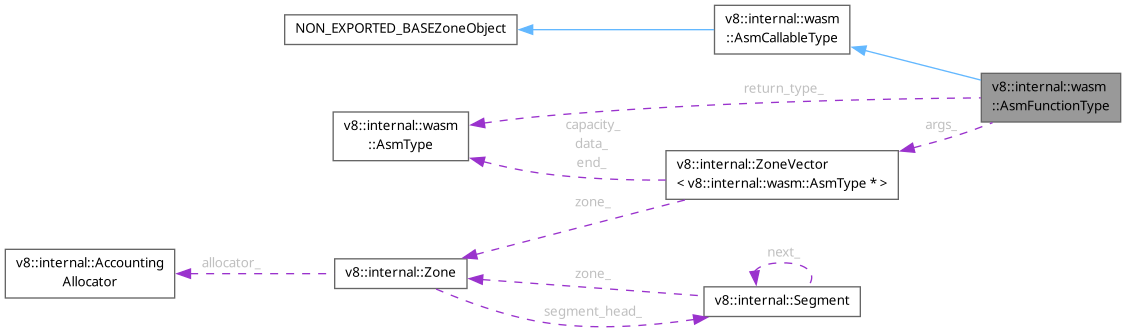 NON_EXPORTED_BASEZoneObject
v8::internal::wasm
::AsmCallableType
v8::internal::wasm
::AsmFunctionType
return_type_
v8::internal::wasm
::AsmType
capacity_
data_
end_
args_
v8::internal::ZoneVector
< v8::internal::wasm::AsmType * >
zone_
v8::internal::Accounting
Allocator
allocator_
v8::internal::Zone
zone_
next_
v8::internal::Segment
segment_head_